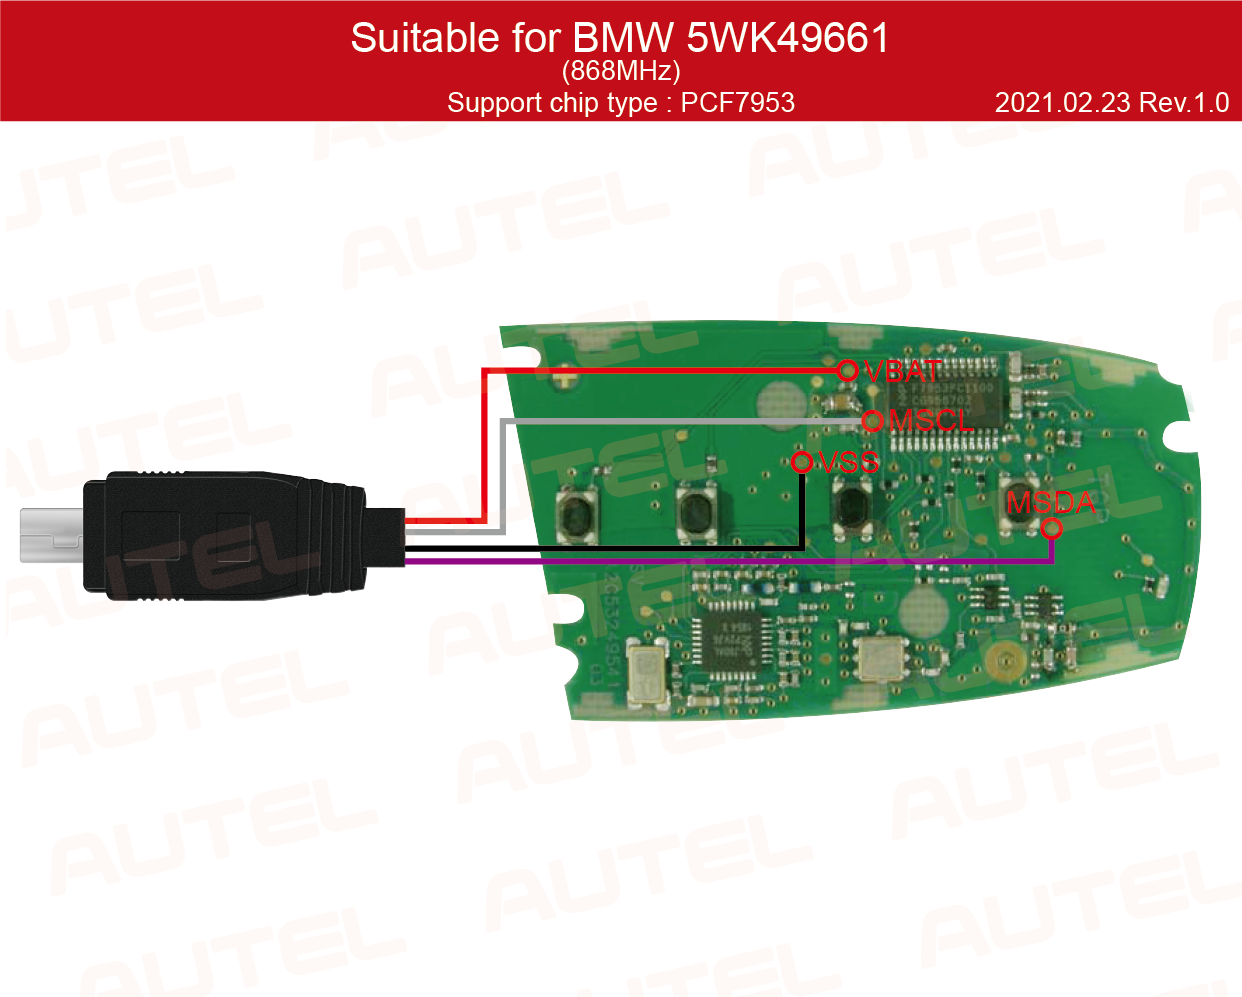 Suitable for BMW 5WK49661
(868MHz)
Support chip type : PCF7953
2021.02.23 Rev.1.0
AUTEL
VBAT
MSCL
VSS
MSDA